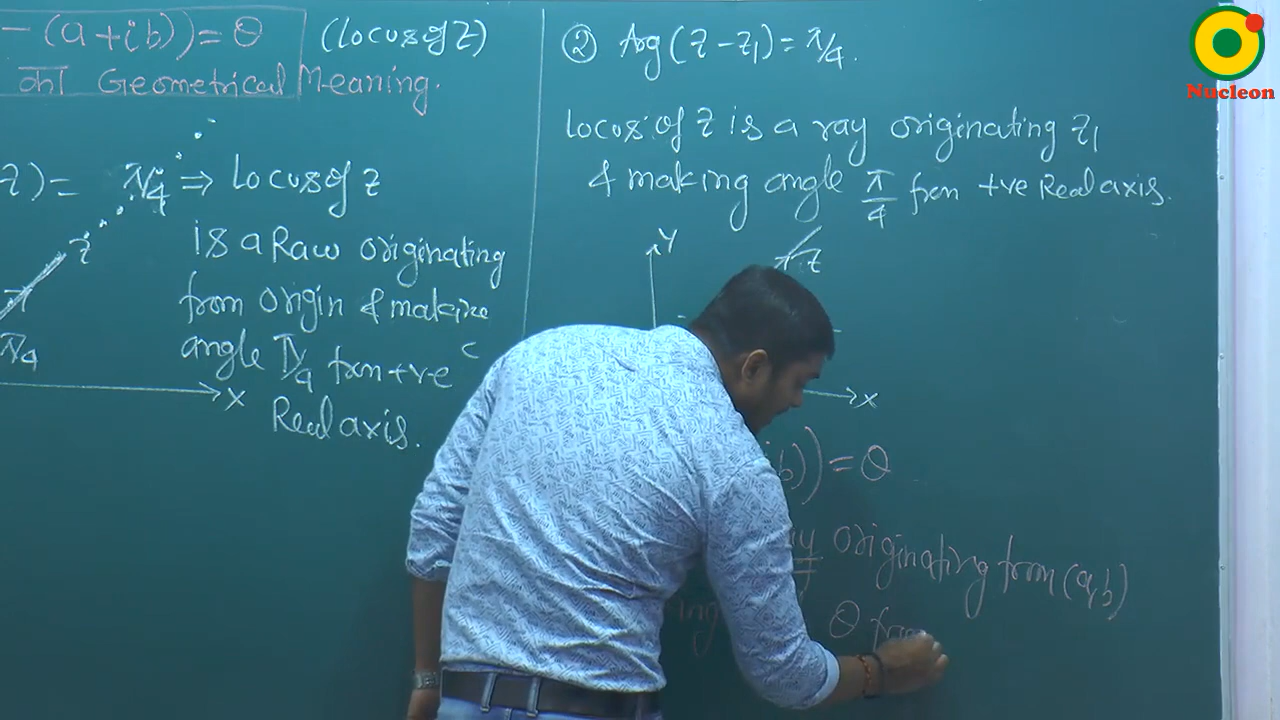 -(a+ib))=θ (Locus of z)
का Geometrical Meaning.
z)= π/4 ⇒ Locus of z
is a Raw originating
from origin & makine
angle π/4 from +ve
Real axis.
z
π/4
X
② Arg(z-z₁)=π/4.
Locus of z is a ray originating z₁
& making angle π/4 from +ve Real axis.
Y
z
X
b))=θ
originating from (a,b)
θ from
Nucleon